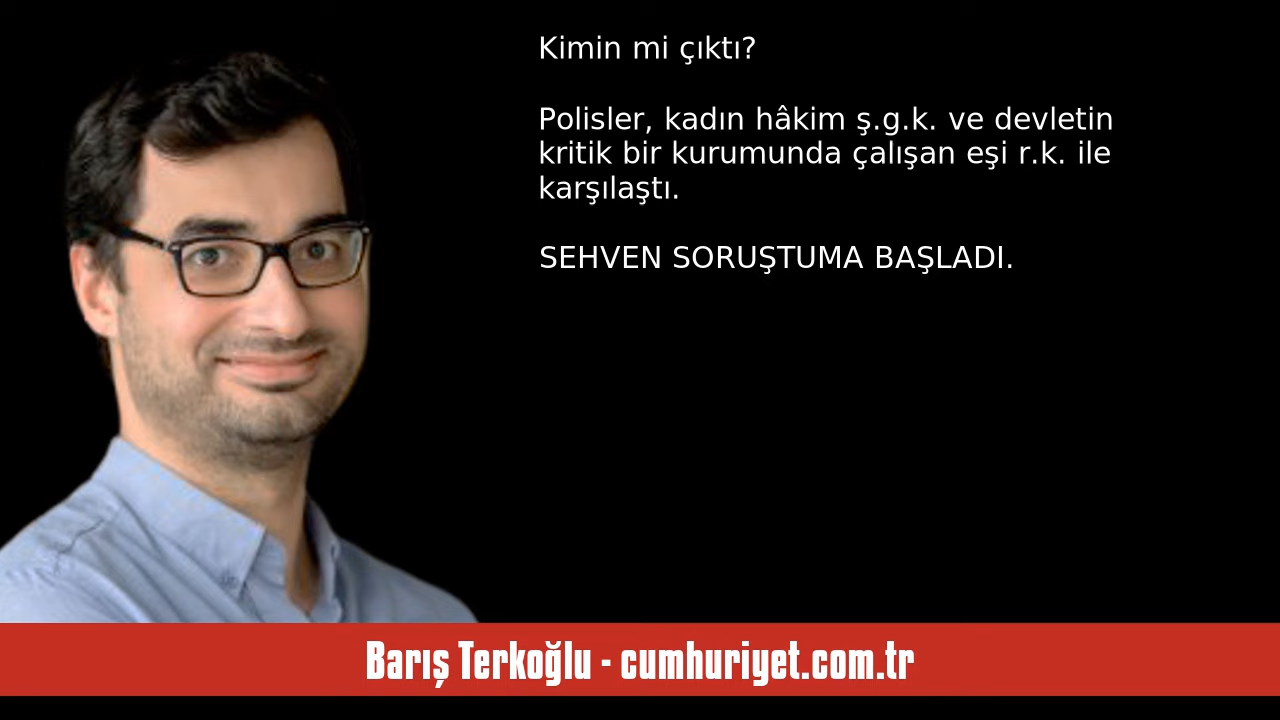 Kimin mi çıktı?
Polisler, kadın hâkim ş.g.k. ve devletin
kritik bir kurumunda çalışan eşi r.k. ile
karşılaştı.
SEHVEN SORUŞTUMA BAŞLADI.
Barış Terkoğlu - cumhuriyet.com.tr